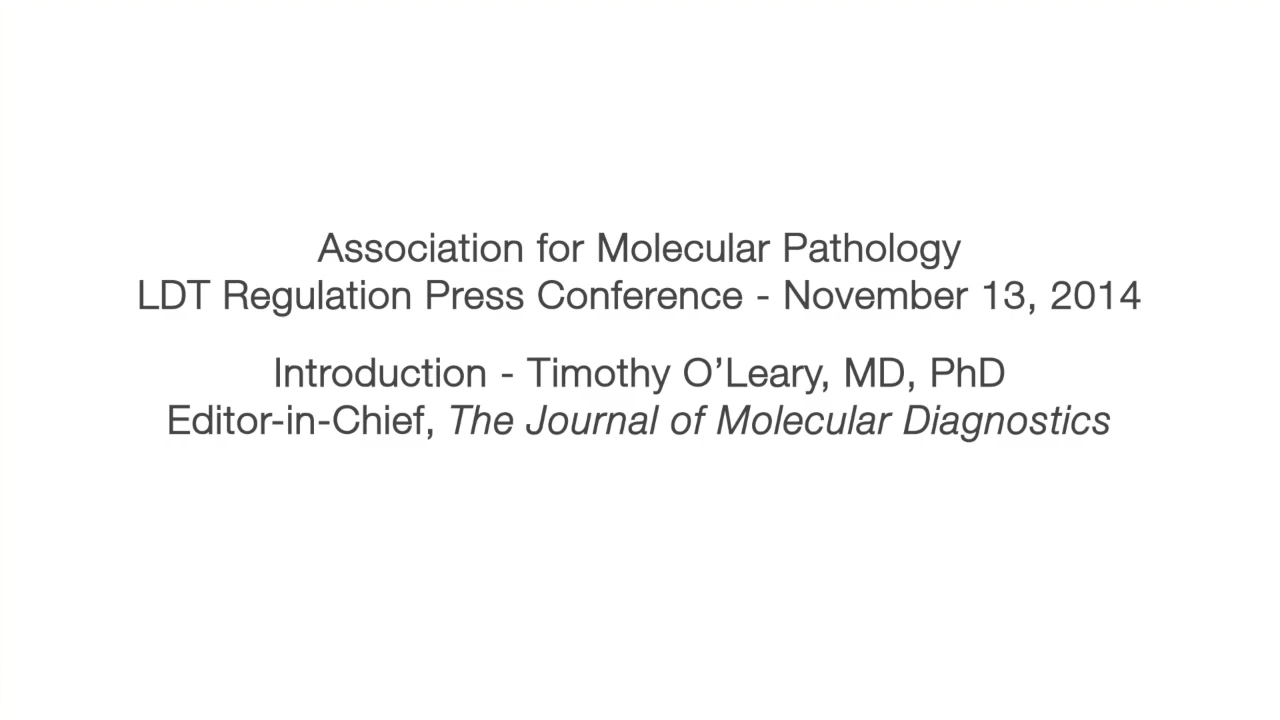 Association for Molecular Pathology
LDT Regulation Press Conference - November 13, 2014
Introduction - Timothy O’Leary, MD, PhD
Editor-in-Chief, The Journal of Molecular Diagnostics